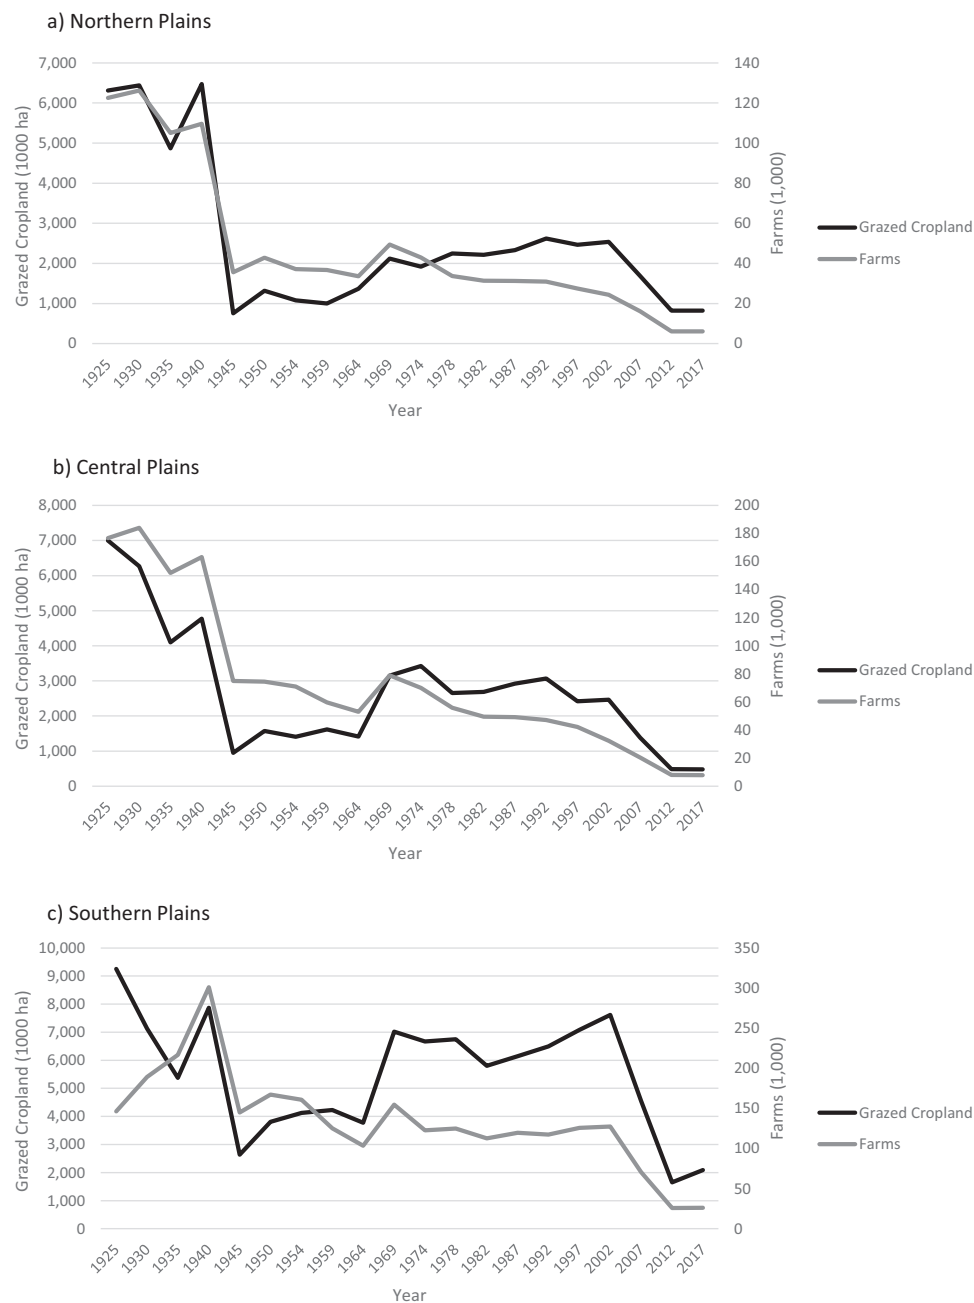 a) Northern Plains
7,000
6,000
5,000
4,000
3,000
2,000
1,000
0
Grazed Cropland (1000 ha)
140
120
100
80
60
40
20
0
Farms (1,000)
1925 1930 1935 1940 1945 1950 1954 1959 1964 1969 1974 1978 1982 1987 1992 1997 2002 2007 2012 2017
Year
Grazed Cropland
Farms
b) Central Plains
8,000
7,000
6,000
5,000
4,000
3,000
2,000
1,000
0
Grazed Cropland (1000 ha)
200
180
160
140
120
100
80
60
40
20
0
Farms (1,000)
1925 1930 1935 1940 1945 1950 1954 1959 1964 1969 1974 1978 1982 1987 1992 1997 2002 2007 2012 2017
Year
Grazed Cropland
Farms
c) Southern Plains
10,000
9,000
8,000
7,000
6,000
5,000
4,000
3,000
2,000
1,000
0
Grazed Cropland (1000 ha)
350
300
250
200
150
100
50
0
Farms (1,000)
1925 1930 1935 1940 1945 1950 1954 1959 1964 1969 1974 1978 1982 1987 1992 1997 2002 2007 2012 2017
Year
Grazed Cropland
Farms